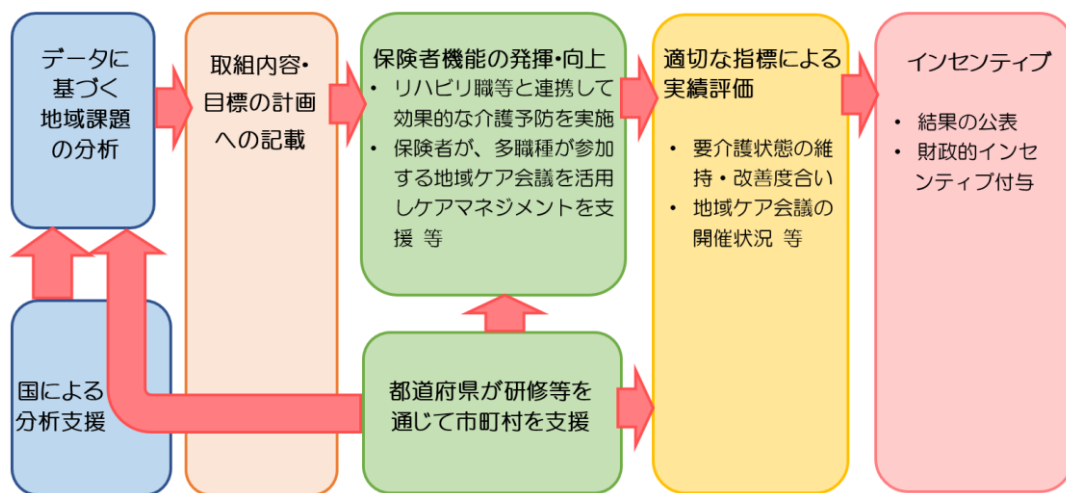 データに
基づく
地域課題
の分析
取組内容・
目標の計画
への記載
保険者機能の発揮・向上
• リハビリ職等と連携して
効果的な介護予防を実施
• 保険者が、多職種が参加
する地域ケア会議を活用
しケアマネジメントを支
援 等
適切な指標による
実績評価
• 要介護状態の維
持・改善度合い
• 地域ケア会議の
開催状況 等
インセンティブ
• 結果の公表
• 財政的インセ
ンティブ付与
国による
分析支援
都道府県が研修等を
通じて市町村を支援